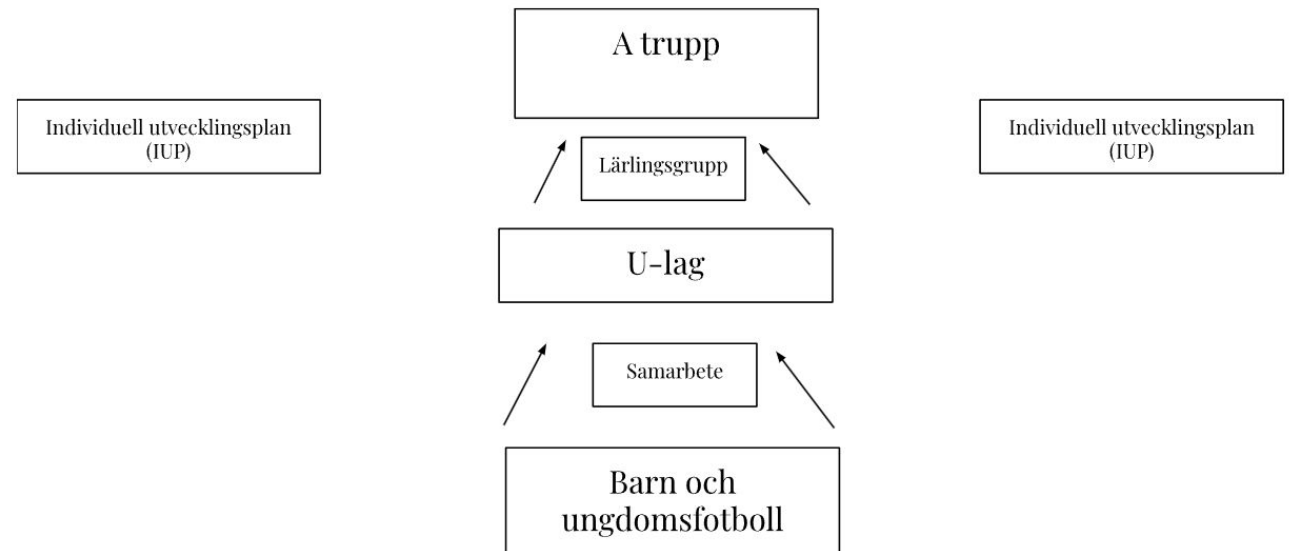 A trupp
Individuell utvecklingsplan
(IUP)
Individuell utvecklingsplan
(IUP)
Lärlingsgrupp
U-lag
Samarbete
Barn och
ungdomsfotboll